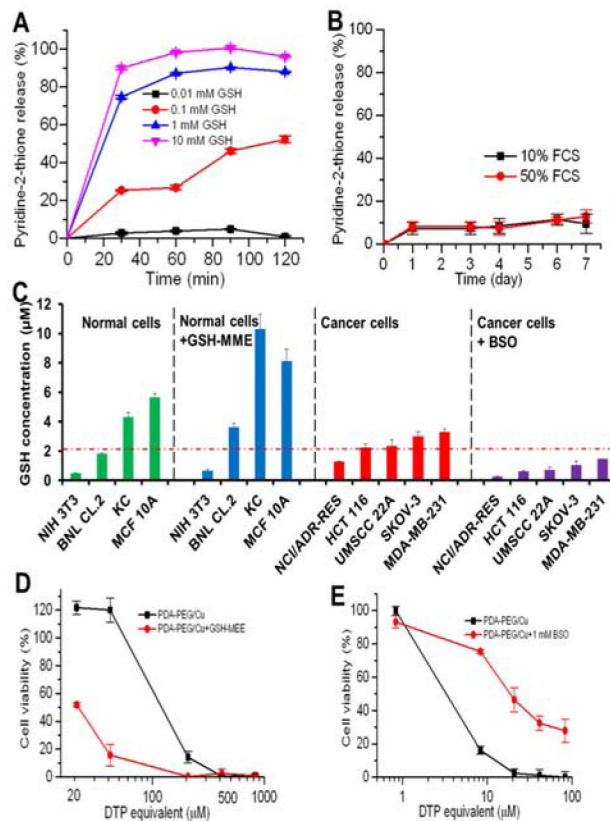 A
Pyridine-2-thione release (%)
100
80
60
40
20
0
0.01 mM GSH
0.1 mM GSH
1 mM GSH
10 mM GSH
0 20 40 60 80 100 120
Time (min)
B
Pyridine-2-thione release (%)
100
80
60
40
20
0
10% FCS
50% FCS
0 1 2 3 4 5 6 7
Time (day)
C
GSH concentration (μM)
12
10
8
6
4
2
0
Normal cells
Normal cells
+GSH-MME
Cancer cells
Cancer cells
+ BSO
NIH 3T3
BNL CL.2
KC
MCF 10A
NIH 3T3
BNL CL.2
KC
MCF 10A
NCI/ADR-RES
HCT 116
UMSCC 22A
SKOV-3
MDA-MB-231
NCI/ADR-RES
HCT 116
UMSCC 22A
SKOV-3
MDA-MB-231
D
Cell viability (%)
120
100
80
60
40
20
0
PDA-PEG/Cu
PDA-PEG/Cu+GSH-MEE
20 100 500 1000
DTP equivalent (μM)
E
Cell viability (%)
100
80
60
40
20
0
PDA-PEG/Cu
PDA-PEG/Cu+1 mM BSO
1 10 100
DTP equivalent (μM)